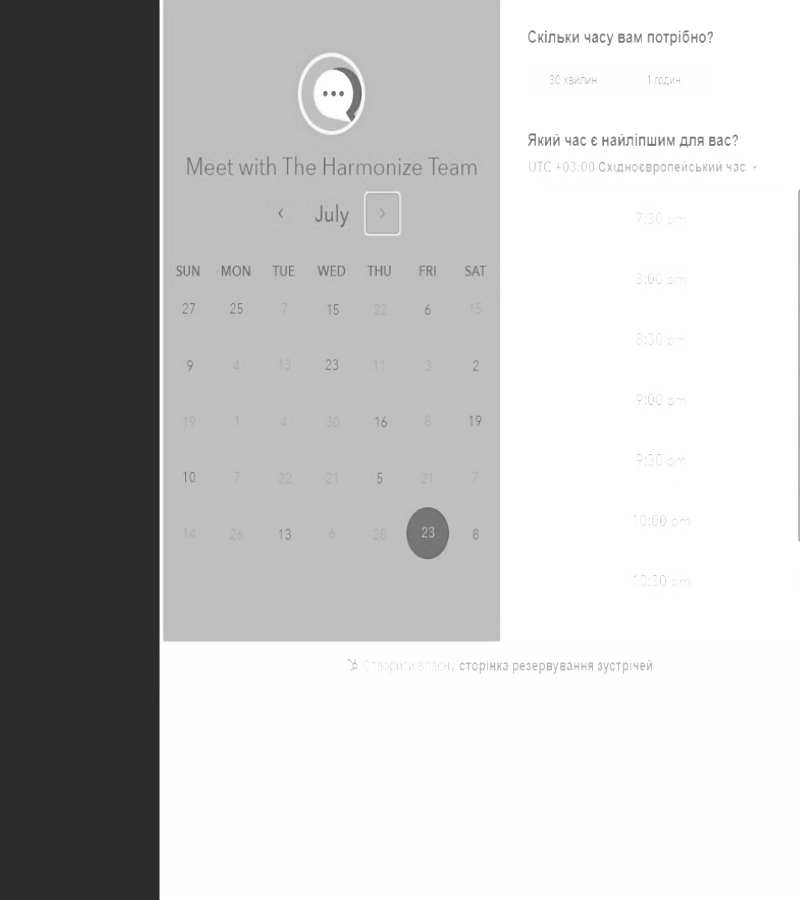 Meet with The Harmonize Team
July
SUN MON TUE WED THU FRI SAT
27 25 7 15 22 6 15
9 4 13 23 11 3 2
19 1 4 30 16 8 19
10 7 22 21 5 21 7
14 26 13 6 28 23 8
Скільки часу вам потрібно?
30 хвилин 1 годин
Який час є найліпшим для вас?
UTC +03:00 Східноєвропейський час
7:30 pm
8:00 pm
8:30 pm
9:00 pm
9:30 pm
10:00 pm
10:30 pm
Створити власну сторінка резервування зустрічей